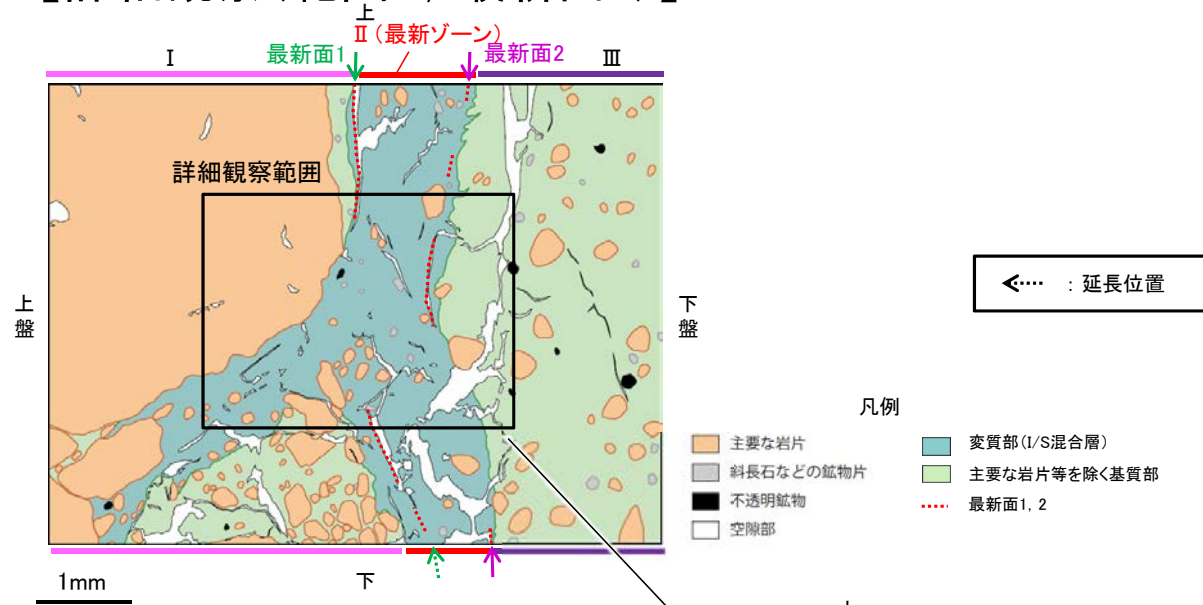 上
Ⅱ(最新ゾーン)
Ⅰ
最新面1
最新面2
Ⅲ
詳細観察範囲
上盤
下盤
延長位置
凡例
主要な岩片
変質部(I/S混合層)
斜長石などの鉱物片
主要な岩片等を除く基質部
不透明鉱物
最新面1, 2
空隙部
1mm
下